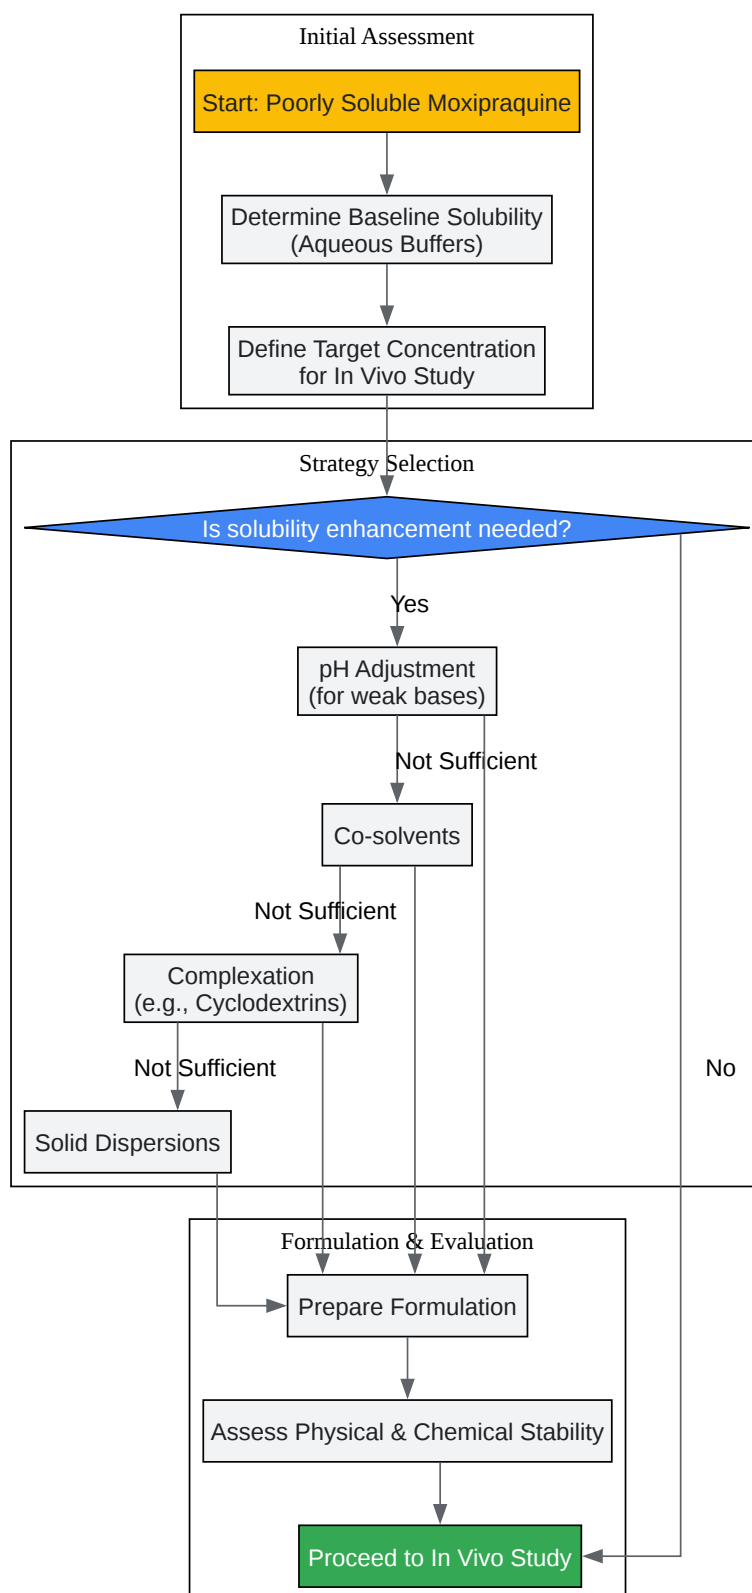 Initial Assessment
Start: Poorly Soluble Moxipraquine
Determine Baseline Solubility
(Aqueous Buffers)
Define Target Concentration
for In Vivo Study
Strategy Selection
Is solubility enhancement needed?
Yes
pH Adjustment
(for weak bases)
Not Sufficient
Co-solvents
Not Sufficient
Complexation
(e.g., Cyclodextrins)
Not Sufficient
No
Solid Dispersions
Formulation & Evaluation
Prepare Formulation
Assess Physical & Chemical Stability
Proceed to In Vivo Study